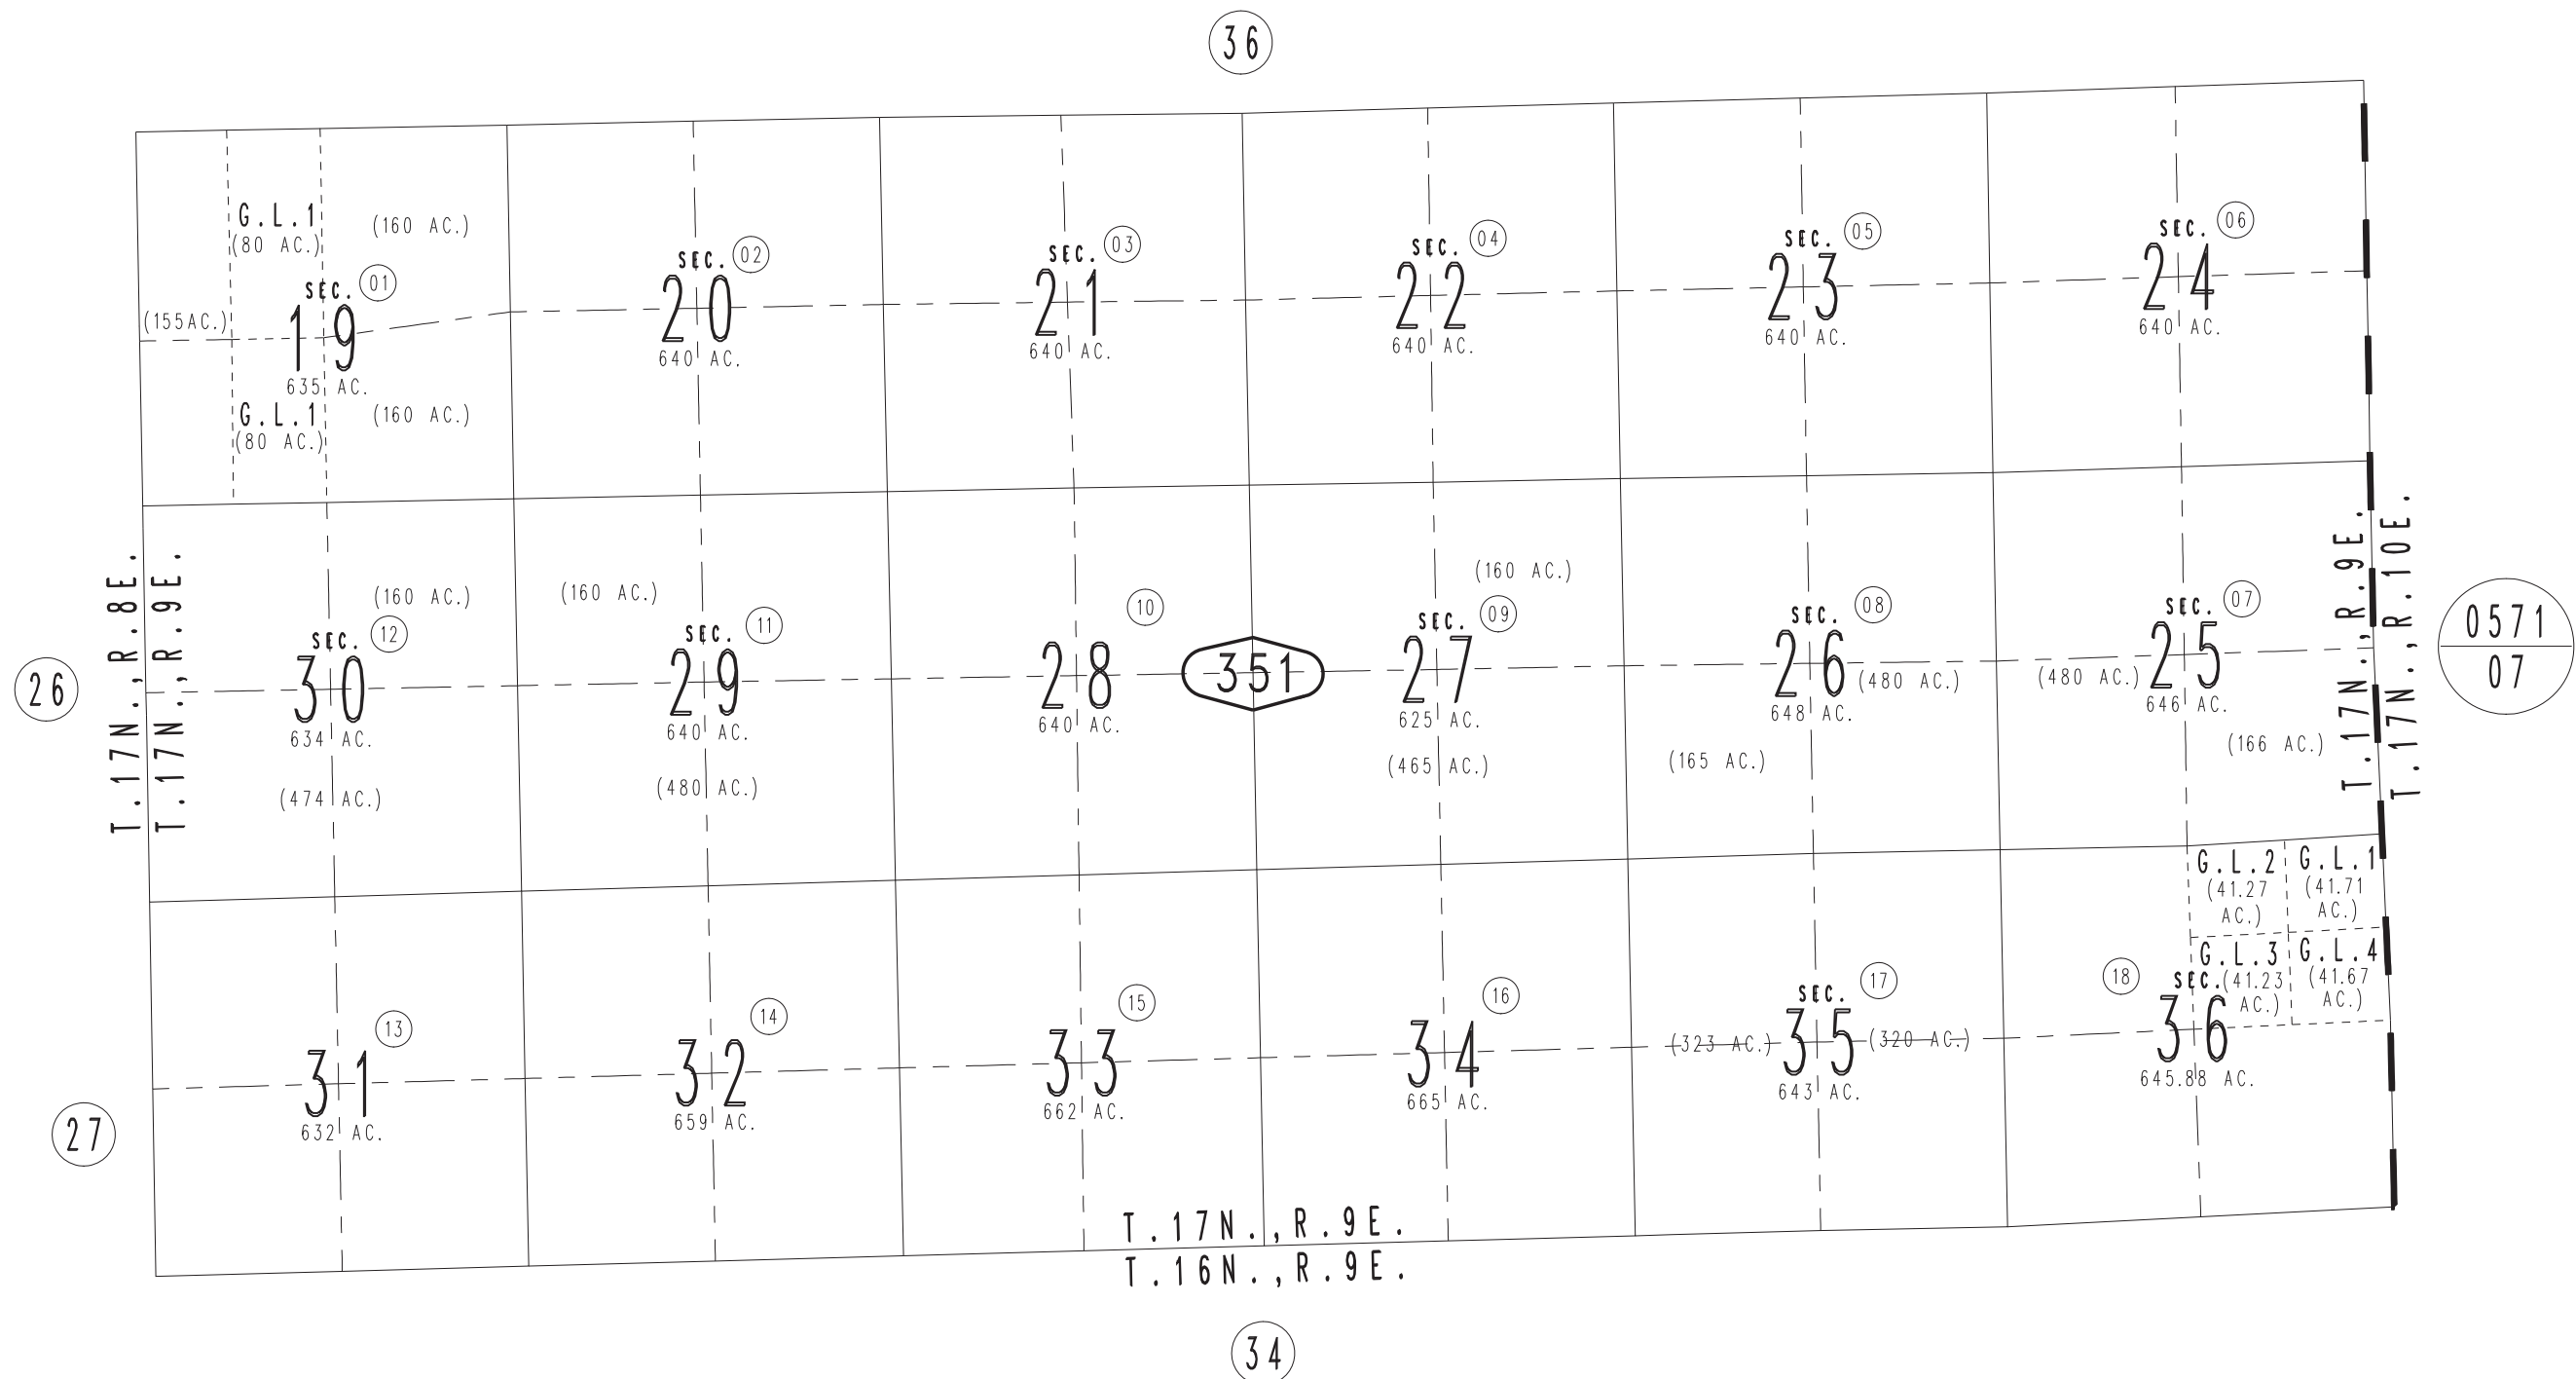 36
G.L.1
(80 AC.)
(160 AC.)
SEC.
01
(155AC.)
19
635 AC.
G.L.1
(80 AC.)
(160 AC.)
SEC.
02
20
640 AC.
SEC.
03
21
640 AC.
SEC.
04
22
640 AC.
SEC.
05
23
640 AC.
SEC.
06
24
640 AC.
T.17N.,R.8E.
T.17N.,R.9E.
26
(160 AC.)
SEC.
12
30
634 AC.
(474 AC.)
(160 AC.)
SEC.
11
29
640 AC.
(480 AC.)
10
28
640 AC.
351
(160 AC.)
SEC.
09
27
625 AC.
(465 AC.)
SEC.
08
26
(480 AC.)
648 AC.
(165 AC.)
SEC.
07
(480 AC.)
25
646 AC.
(166 AC.)
T.17N.,R.9E.
T.17N.,R.10E.
0571
07
27
13
31
632 AC.
14
32
659 AC.
15
33
662 AC.
16
34
665 AC.
SEC.
17
(323 AC.)
35
(320 AC.)
643 AC.
G.L.2
(41.27
AC.)
G.L.1
(41.71
AC.)
G.L.3
(41.23
AC.)
G.L.4
(41.67
AC.)
18
SEC.
36
645.88 AC.
T.17N.,R.9E.
T.16N.,R.9E.
34